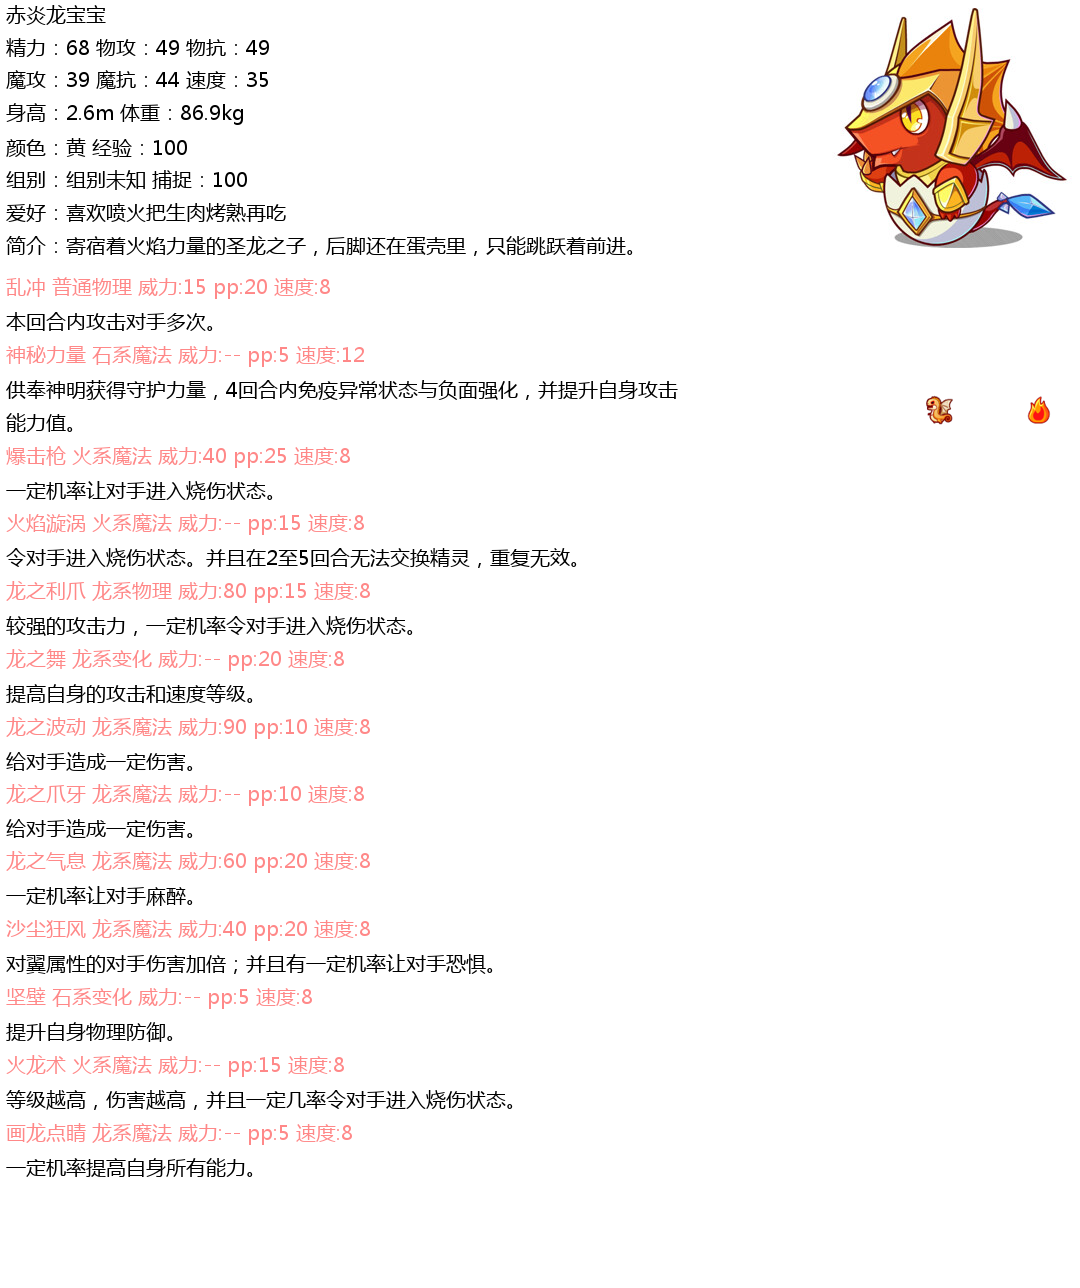 赤炎龙宝宝
精力：68 物攻：49 物抗：49
魔攻：39 魔抗：44 速度：35
身高：2.6m 体重：86.9kg
颜色：黄 经验：100
组别：组别未知 捕捉：100
爱好：喜欢喷火把生肉烤熟再吃
简介：寄宿着火焰力量的圣龙之子，后脚还在蛋壳里，只能跳跃着前进。
乱冲 普通物理 威力:15 pp:20 速度:8
本回合内攻击对手多次。
神秘力量 石系魔法 威力:-- pp:5 速度:12
供奉神明获得守护力量，4回合内免疫异常状态与负面强化，并提升自身攻击
能力值。
爆击枪 火系魔法 威力:40 pp:25 速度:8
一定机率让对手进入烧伤状态。
火焰漩涡 火系魔法 威力:-- pp:15 速度:8
令对手进入烧伤状态。并且在2至5回合无法交换精灵，重复无效。
龙之利爪 龙系物理 威力:80 pp:15 速度:8
较强的攻击力，一定机率令对手进入烧伤状态。
龙之舞 龙系变化 威力:-- pp:20 速度:8
提高自身的攻击和速度等级。
龙之波动 龙系魔法 威力:90 pp:10 速度:8
给对手造成一定伤害。
龙之爪牙 龙系魔法 威力:-- pp:10 速度:8
给对手造成一定伤害。
龙之气息 龙系魔法 威力:60 pp:20 速度:8
一定机率让对手麻醉。
沙尘狂风 龙系魔法 威力:40 pp:20 速度:8
对翼属性的对手伤害加倍；并且有一定机率让对手恐惧。
坚壁 石系变化 威力:-- pp:5 速度:8
提升自身物理防御。
火龙术 火系魔法 威力:-- pp:15 速度:8
等级越高，伤害越高，并且一定几率令对手进入烧伤状态。
画龙点睛 龙系魔法 威力:-- pp:5 速度:8
一定机率提高自身所有能力。